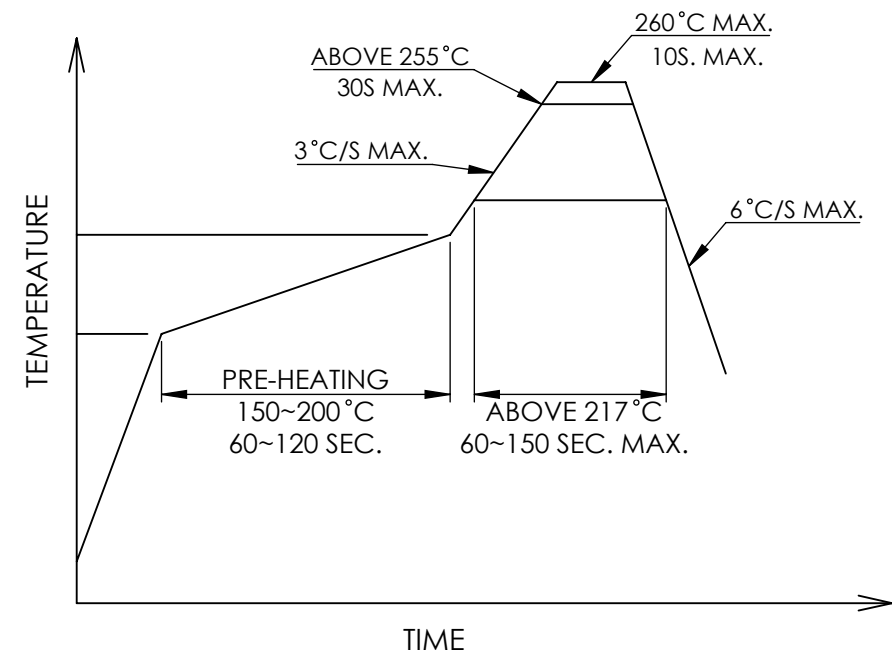 260°C MAX.
10S. MAX.
ABOVE 255°C
30S MAX.
3°C/S MAX.
6°C/S MAX.
TEMPERATURE
PRE-HEATING
150~200°C
60~120 SEC.
ABOVE 217°C
60~150 SEC. MAX.
TIME